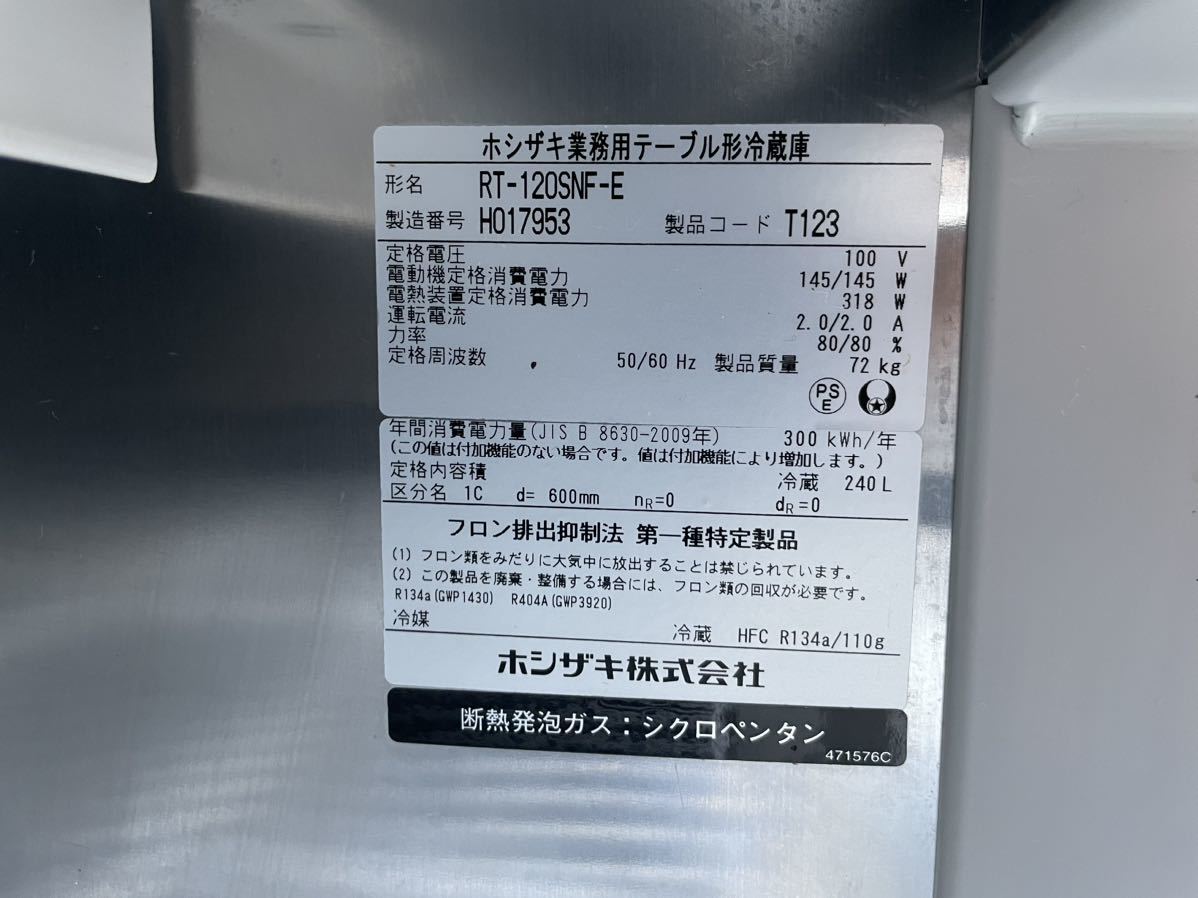 ホシザキ業務用テーブル形冷蔵庫
形名 RT-120SNF-E
製造番号 H017953 製品コード T123
定格電圧 100 V
電動機定格消費電力 145/145 W
電熱装置定格消費電力 318 W
運転電流 2.0/2.0 A
力率 80/80 %
定格周波数 50/60 Hz 製品質量 72 kg
PS
E
年間消費電力量(JIS B 8630-2009年) 300 kWh/年
(この値は付加機能のない場合です。値は付加機能により増加します。)
定格内容積 冷蔵 240 L
区分名 1C d= 600mm nR=0 dR=0
フロン排出抑制法 第一種特定製品
(1) フロン類をみだりに大気中に放出することは禁じられています。
(2) この製品を廃棄・整備する場合には、フロン類の回収が必要です。
R134a(GWP1430) R404A(GWP3920)
冷媒 冷蔵 HFC R134a/110g
ホシザキ株式会社
断熱発泡ガス：シクロペンタン
471576C